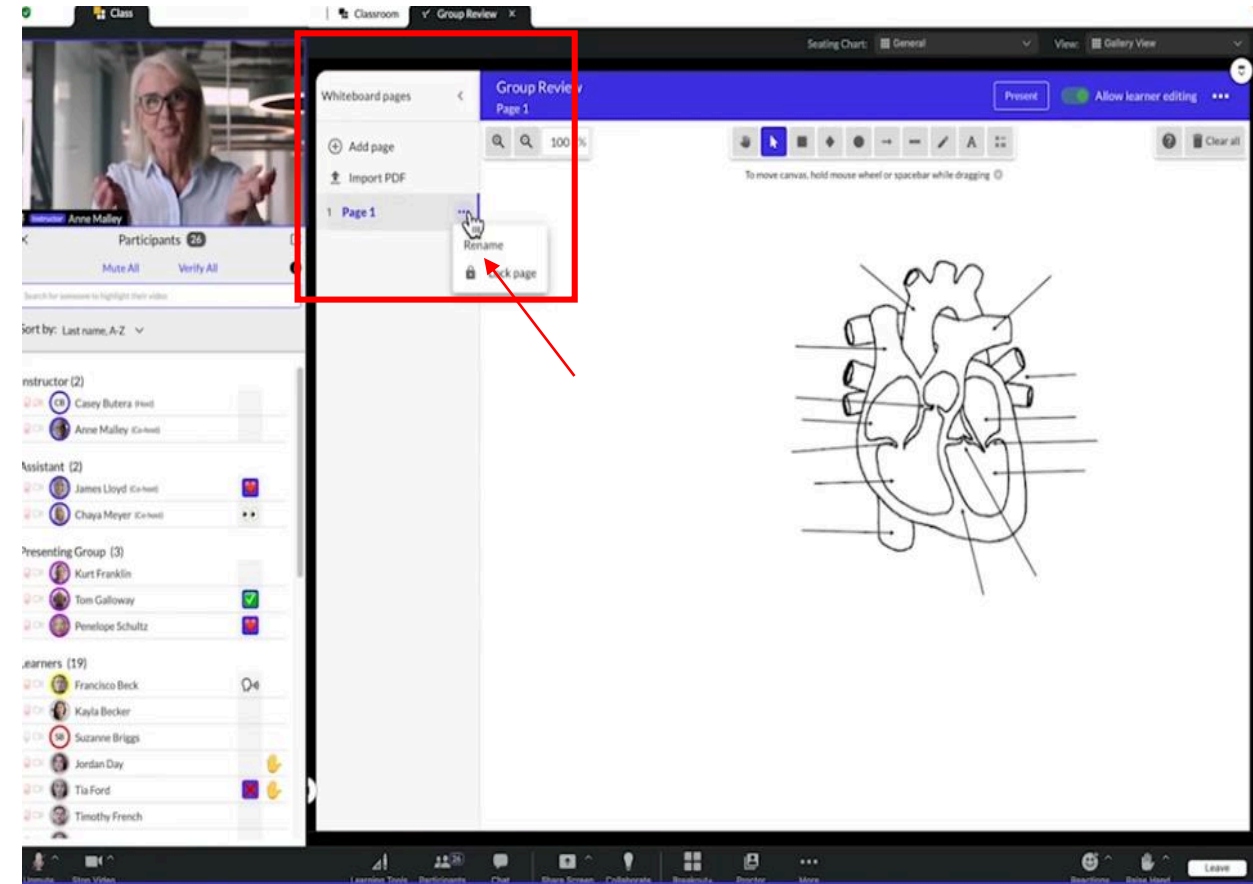 Class
Classroom
Group Review ×
Seating Chart: General
View: Gallery View
Instructor Anne Malley
Participants 26
Mute All Verify All
Search for someone to highlight their video
Sort by: Last name, A-Z
nstructor (2)
CB Casey Butera (Host)
Anne Malley (Co-host)
Assistant (2)
James Lloyd (Co-host)
Chaya Meyer (Co-host)
Presenting Group (3)
Kurt Franklin
Tom Galloway
Penelope Schultz
earners (19)
Francisco Beck
Kayla Becker
SB Suzanne Briggs
Jordan Day
Tia Ford
Timothy French
Whiteboard pages
Add page
Import PDF
1 Page 1
Rename
page
Group Review
Page 1
Present
Allow learner editing
100 %
A
Clear all
To move canvas, hold mouse wheel or spacebar while dragging
Unmute
Stop Video
Learning Tools
Participants
26
Chat
Share Screen
Collaborate
Breakouts
Proctor
More
Reactions
Raise Hand
Leave